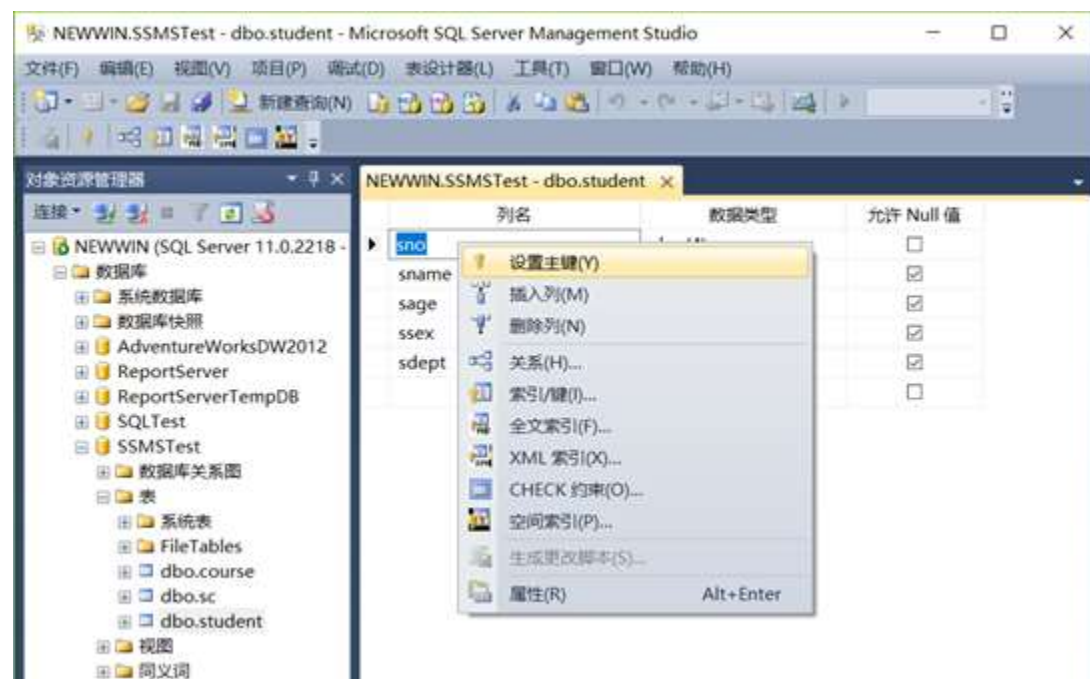 NEWWIN.SSMSTest - dbo.student - Microsoft SQL Server Management Studio
文件(F) 编辑(E) 视图(V) 项目(P) 调试(D) 表设计器(L) 工具(T) 窗口(W) 帮助(H)
新建查询(N)
对象资源管理器
连接
NEWWIN (SQL Server 11.0.2218 -
数据库
系统数据库
数据库快照
AdventureWorksDW2012
ReportServer
ReportServerTempDB
SQLTest
SSMSTest
数据库关系图
表
系统表
FileTables
dbo.course
dbo.sc
dbo.student
视图
同义词
NEWWIN.SSMSTest - dbo.student
列名 数据类型 允许 Null 值
sno
sname
sage
ssex
sdept
设置主键(Y)
插入列(M)
删除列(N)
关系(H)...
索引/键(I)...
全文索引(F)...
XML 索引(X)...
CHECK 约束(O)...
空间索引(P)...
生成更改脚本(S)...
属性(R) Alt+Enter